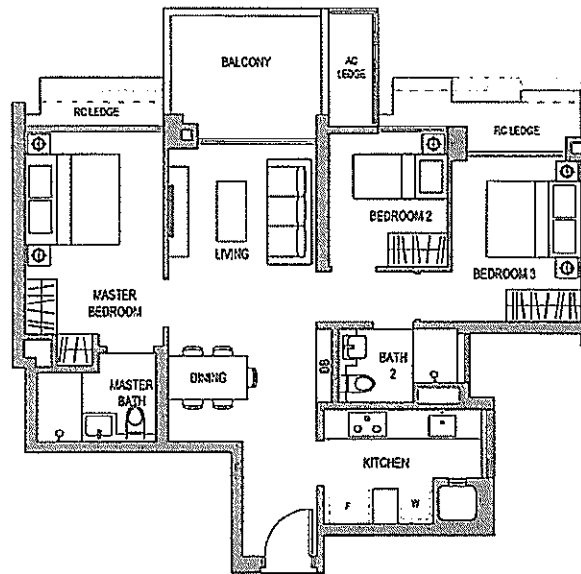 BALCONY
AC
LEDGE
RC LEDGE
RC LEDGE
BEDROOM 2
LIVING
BEDROOM 3
MASTER
BEDROOM
DINING
MASTER
BATH
DB
BATH
2
KITCHEN
F
W